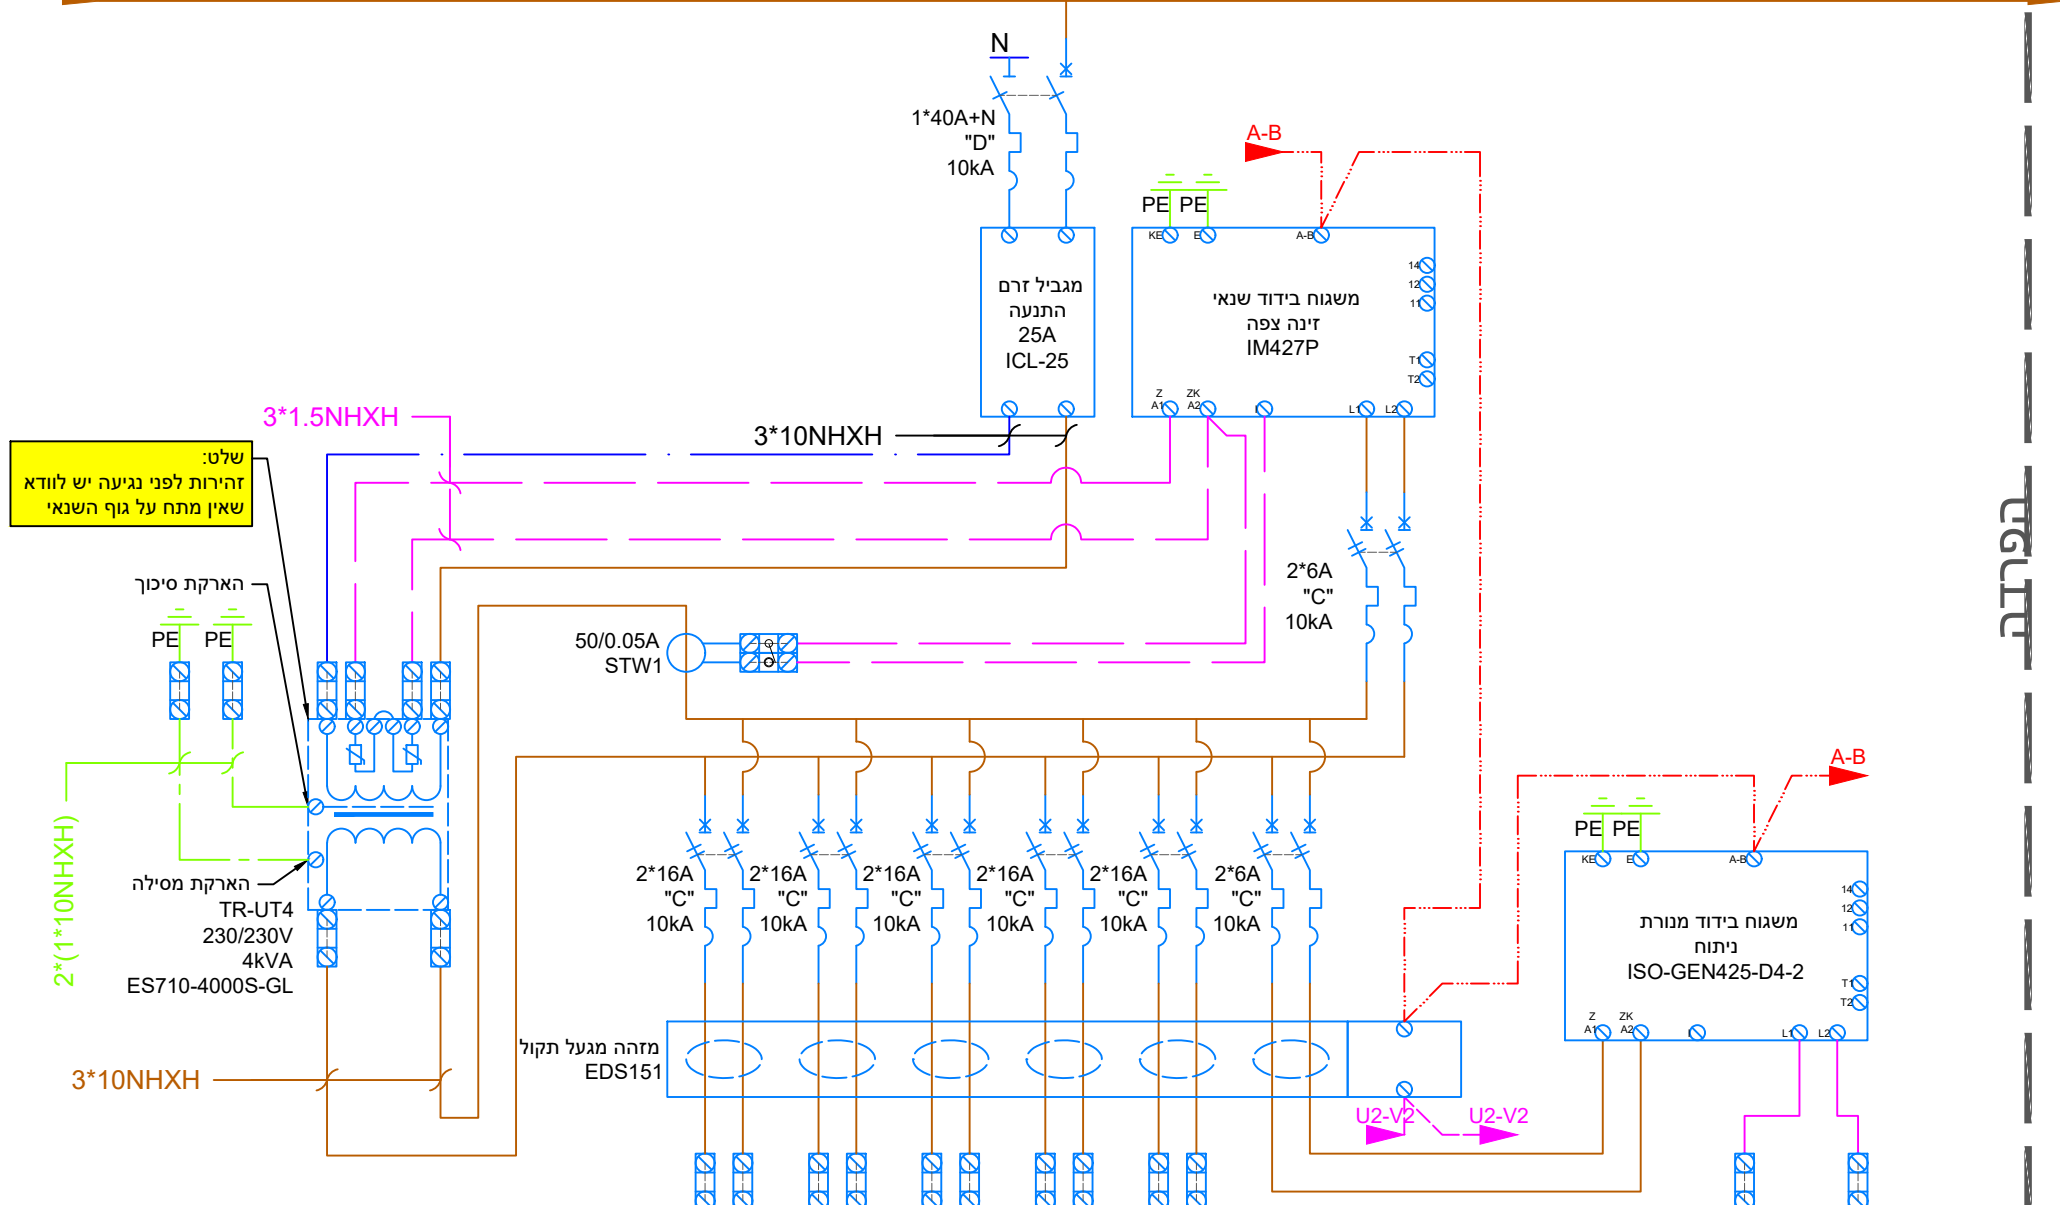 N
1*40A+N
"D"
10kA
A-B
PE PE
KE E A-B
14
12
11
T1
T2
מגביל זרם
התנעה
25A
ICL-25
משגוח בידוד שנאי
זינה צפה
IM427P
Z
A1
ZK
A2
I
L1
L2
3*1.5NHXH
3*10NHXH
שלט:
זהירות לפני נגיעה יש לוודא
שאין מתח על גוף השנאי
הארקת סיכוך
PE PE
50/0.05A
STW1
2*6A
"C"
10kA
הפרדה
2*(1*10NHXH)
הארקת מסילה
TR-UT4
230/230V
4kVA
ES710-4000S-GL
3*10NHXH
2*16A
"C"
10kA
2*16A
"C"
10kA
2*16A
"C"
10kA
2*16A
"C"
10kA
2*16A
"C"
10kA
2*6A
"C"
10kA
A-B
PE PE
KE E A-B
14
12
11
T1
T2
משגוח בידוד מנורת
ניתוח
ISO-GEN425-D4-2
Z
A1
ZK
A2
I
L1
L2
מזהה מגעל תקול
EDS151
U2-V2
U2-V2